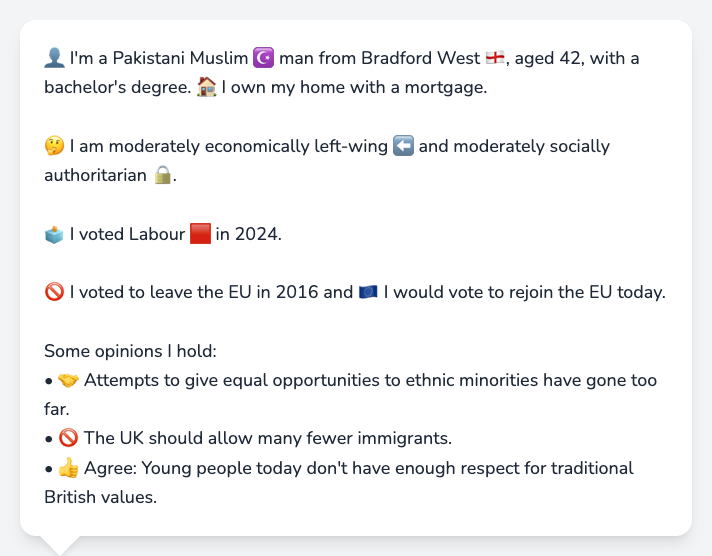 👤 I'm a Pakistani Muslim ☪️ man from Bradford West 🏴󠁧󠁢󠁥󠁮󠁧󠁿, aged 42, with a
bachelor's degree. 🏠 I own my home with a mortgage.
🤔 I am moderately economically left-wing ⬅️ and moderately socially
authoritarian 🔒.
🗳️ I voted Labour 🟥 in 2024.
🚫 I voted to leave the EU in 2016 and 🇪🇺 I would vote to rejoin the EU today.
Some opinions I hold:
• 🤝 Attempts to give equal opportunities to ethnic minorities have gone too
far.
• 🚫 The UK should allow many fewer immigrants.
• 👍 Agree: Young people today don't have enough respect for traditional
British values.